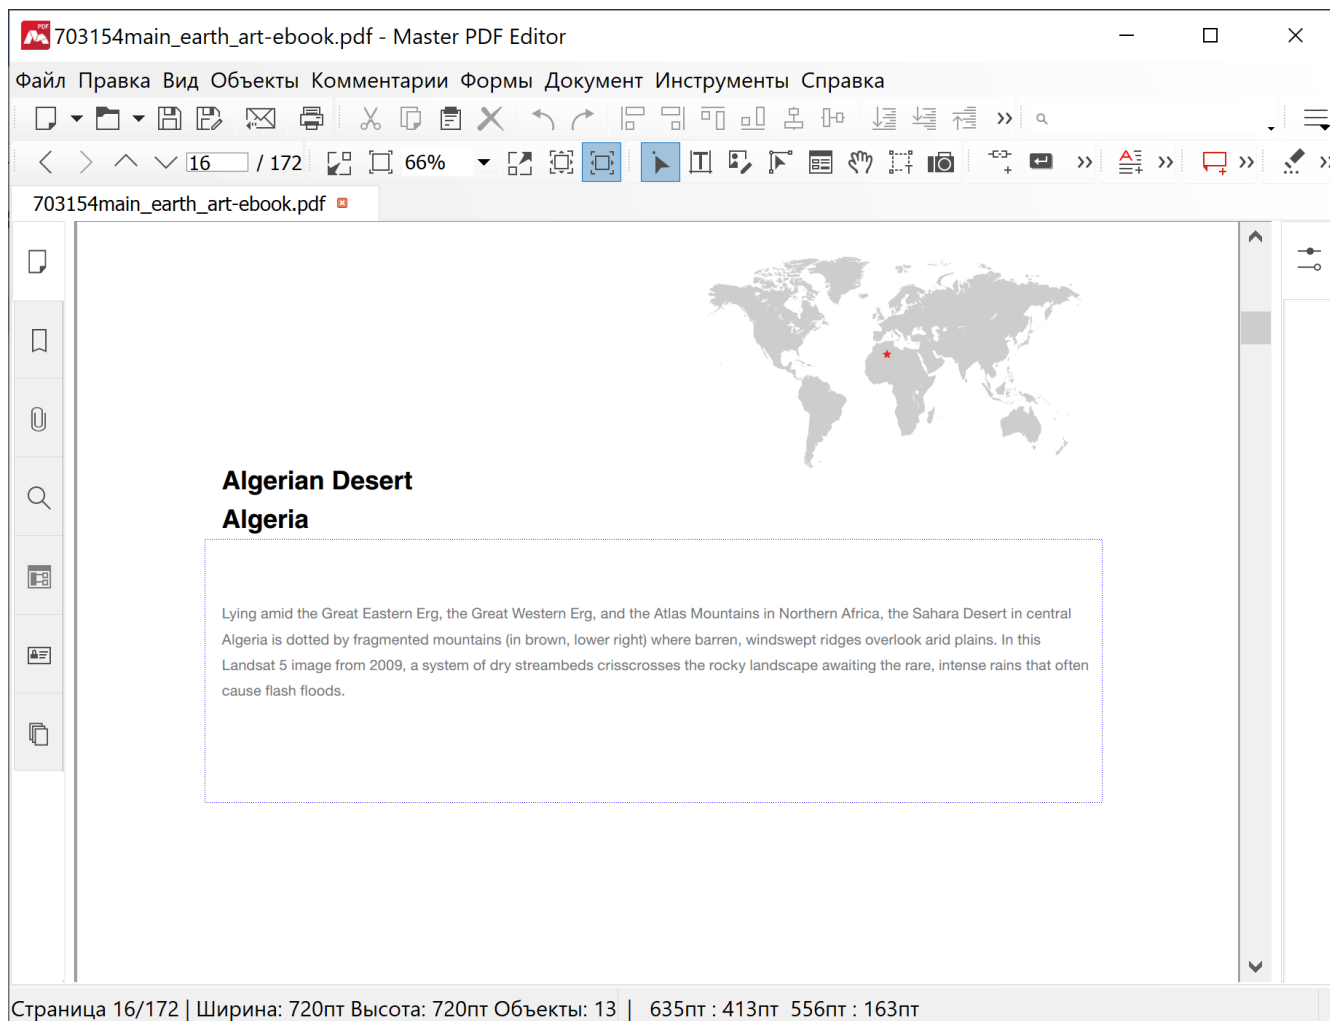 703154main_earth_art-ebook.pdf - Master PDF Editor
Файл Правка Вид Объекты Комментарии Формы Документ Инструменты Справка
16 / 172 66%
703154main_earth_art-ebook.pdf
Algerian Desert
Algeria
Lying amid the Great Eastern Erg, the Great Western Erg, and the Atlas Mountains in Northern Africa, the Sahara Desert in central
Algeria is dotted by fragmented mountains (in brown, lower right) where barren, windswept ridges overlook arid plains. In this
Landsat 5 image from 2009, a system of dry streambeds crisscrosses the rocky landscape awaiting the rare, intense rains that often
cause flash floods.
Страница 16/172 | Ширина: 720пт Высота: 720пт Объекты: 13 | 635пт : 413пт 556пт : 163пт